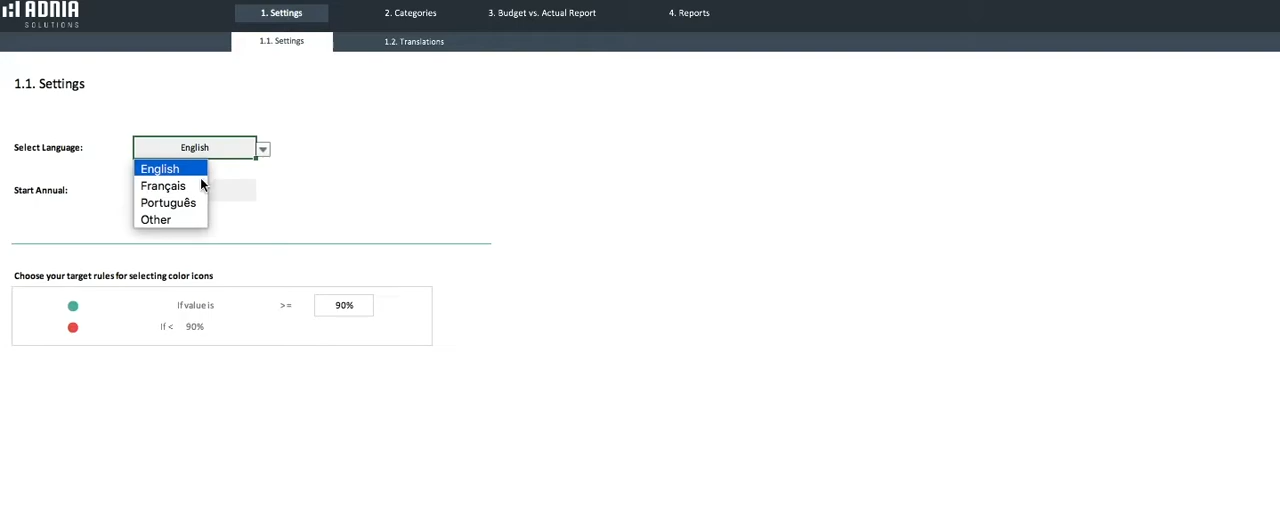 ADNIA
SOLUTIONS
1. Settings
2. Categories
3. Budget vs. Actual Report
4. Reports
1.1. Settings
1.2. Translations
1.1. Settings
Select Language:
English
English
Français
Português
Other
Start Annual:
Choose your target rules for selecting color icons
If value is >= 90%
If < 90%